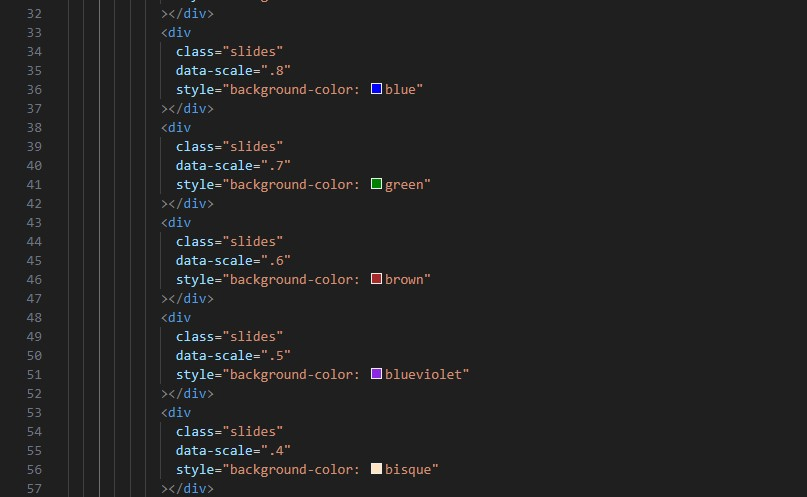 32 ></div>
33 <div
34 class="slides"
35 data-scale=".8"
36 style="background-color: blue"
37 ></div>
38 <div
39 class="slides"
40 data-scale=".7"
41 style="background-color: green"
42 ></div>
43 <div
44 class="slides"
45 data-scale=".6"
46 style="background-color: brown"
47 ></div>
48 <div
49 class="slides"
50 data-scale=".5"
51 style="background-color: blueviolet"
52 ></div>
53 <div
54 class="slides"
55 data-scale=".4"
56 style="background-color: bisque"
57 ></div>